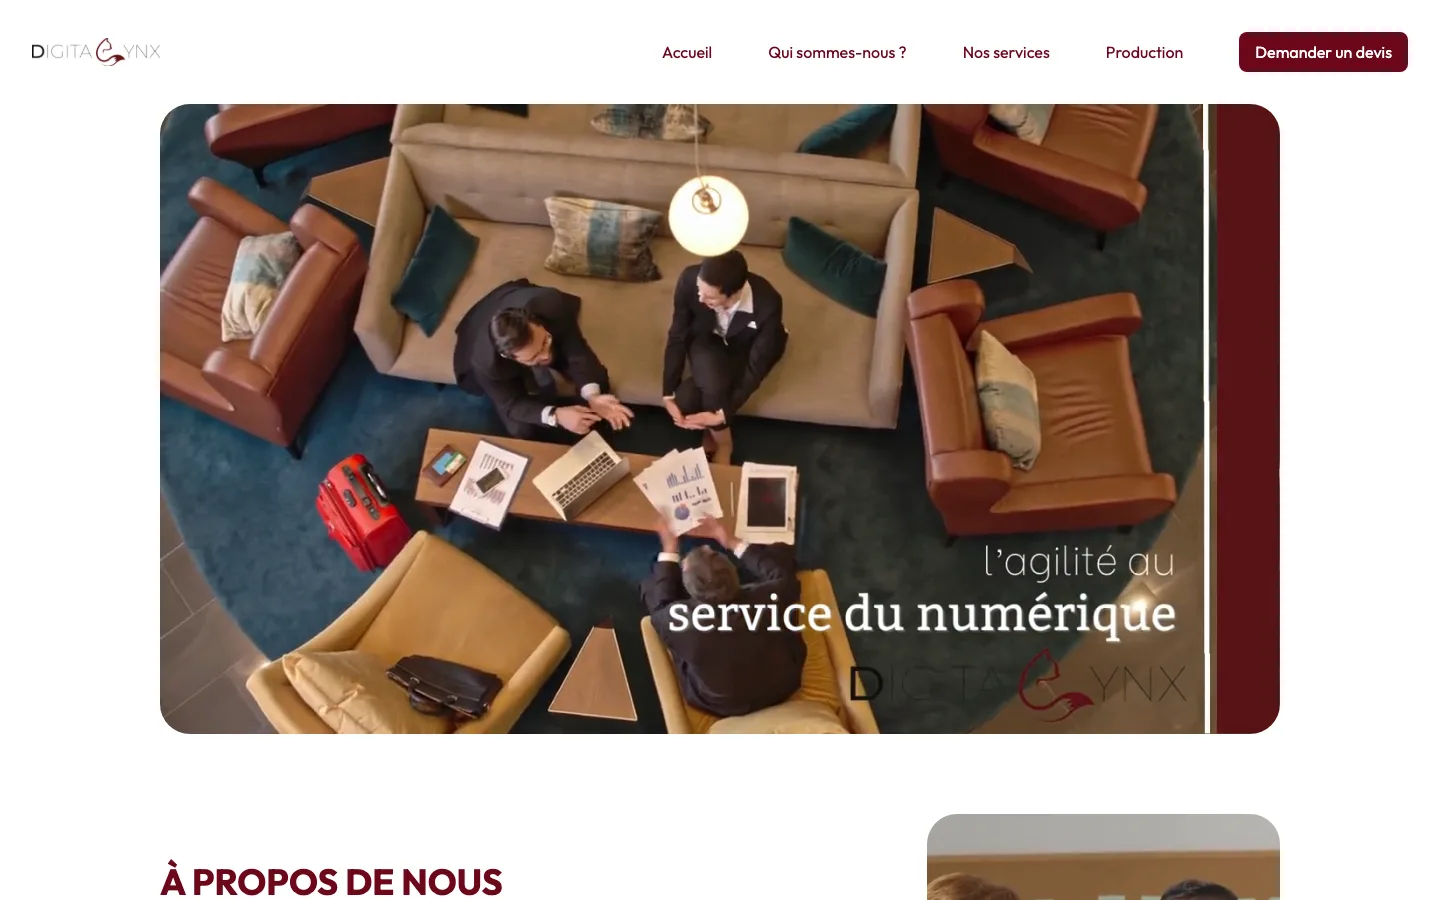 DIGITALYNX
Accueil
Qui sommes-nous ?
Nos services
Production
Demander un devis
l'agilité au
service du numérique
DIGITALYNX
À PROPOS DE NOUS